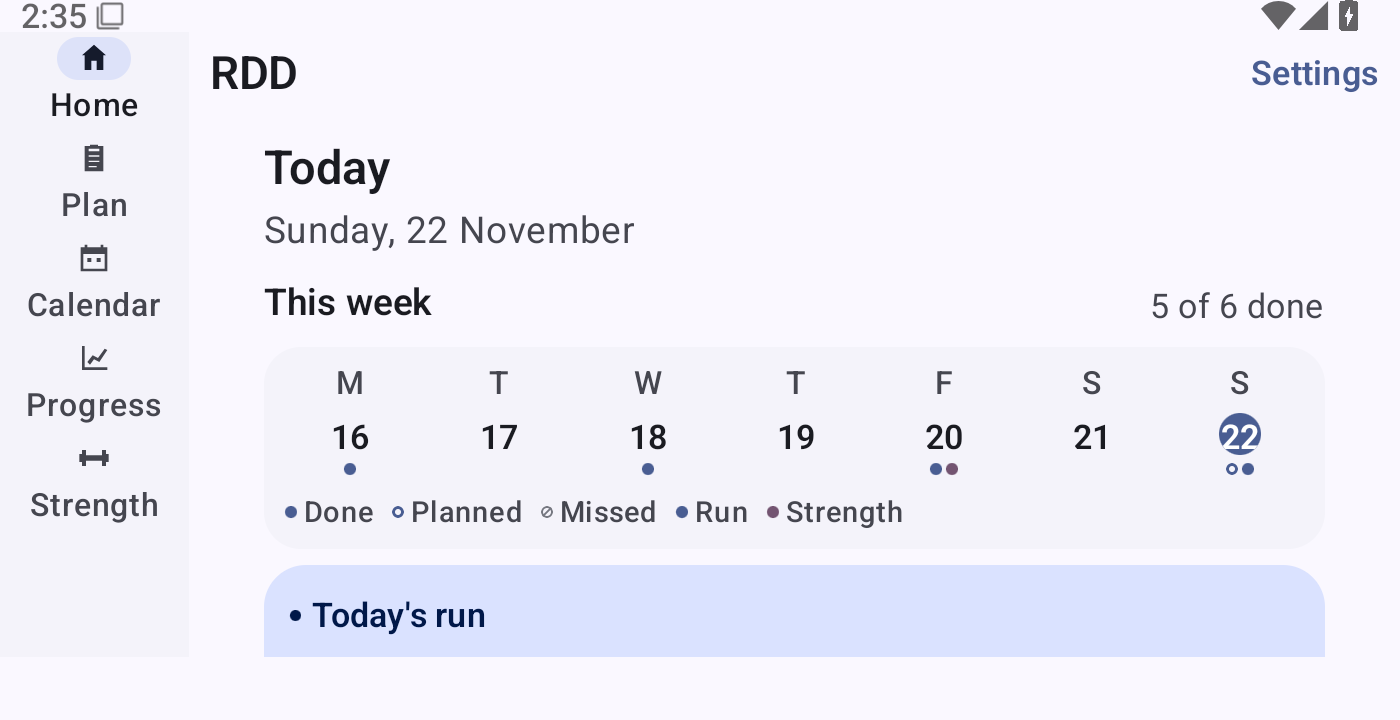 2:35
Home
Plan
Calendar
Progress
Strength
RDD
Settings
Today
Sunday, 22 November
This week
5 of 6 done
M T W T F S S
16 17 18 19 20 21 22
Done Planned Missed Run Strength
Today's run